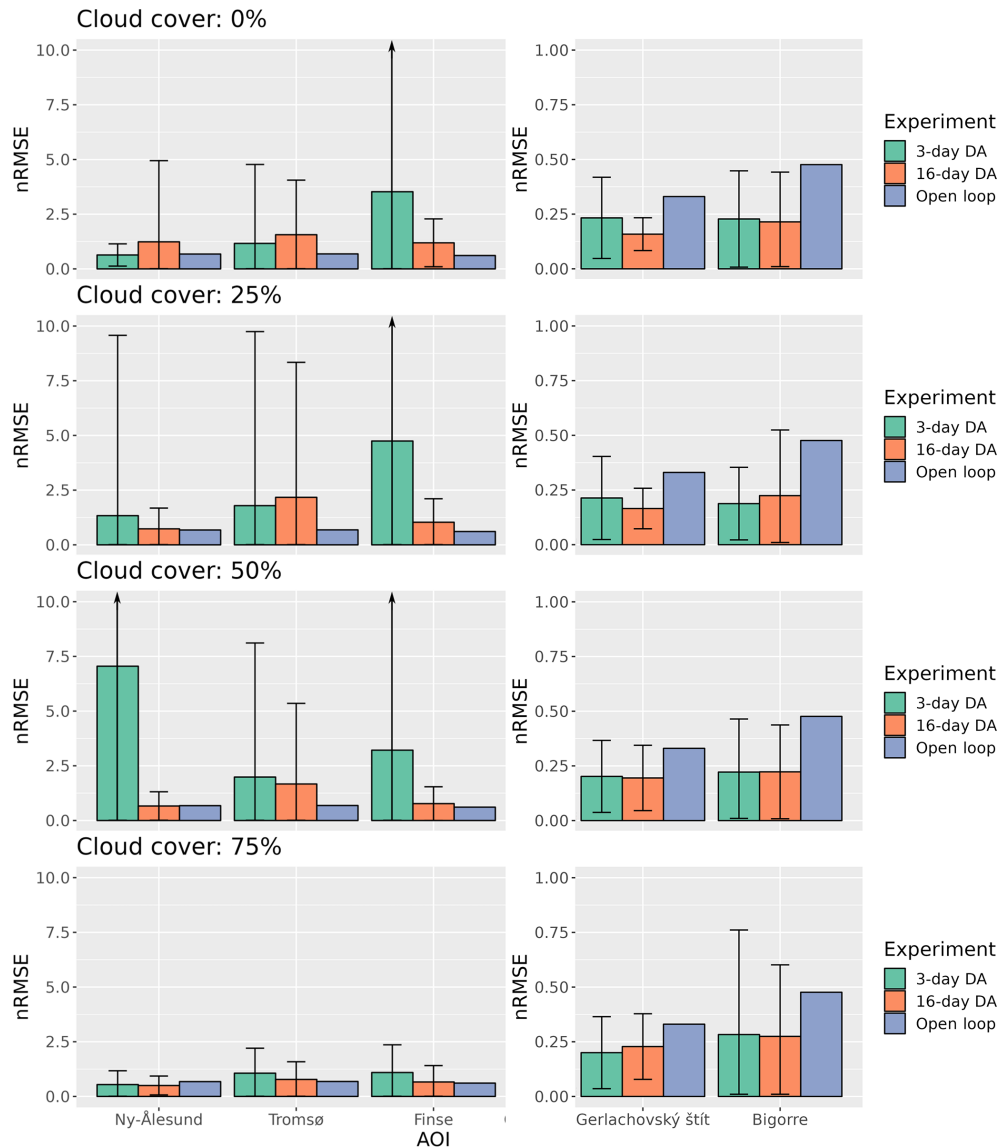 Cloud cover: 0%
10.0
7.5
5.0
2.5
0.0
nRMSE
1.00
0.75
0.50
0.25
0.00
nRMSE
Experiment
3-day DA
16-day DA
Open loop
Cloud cover: 25%
10.0
7.5
5.0
2.5
0.0
nRMSE
1.00
0.75
0.50
0.25
0.00
nRMSE
Experiment
3-day DA
16-day DA
Open loop
Cloud cover: 50%
10.0
7.5
5.0
2.5
0.0
nRMSE
1.00
0.75
0.50
0.25
0.00
nRMSE
Experiment
3-day DA
16-day DA
Open loop
Cloud cover: 75%
10.0
7.5
5.0
2.5
0.0
nRMSE
1.00
0.75
0.50
0.25
0.00
nRMSE
Experiment
3-day DA
16-day DA
Open loop
Ny-Ålesund Tromsø Finse
Gerlachovský štít Bigorre
AOI